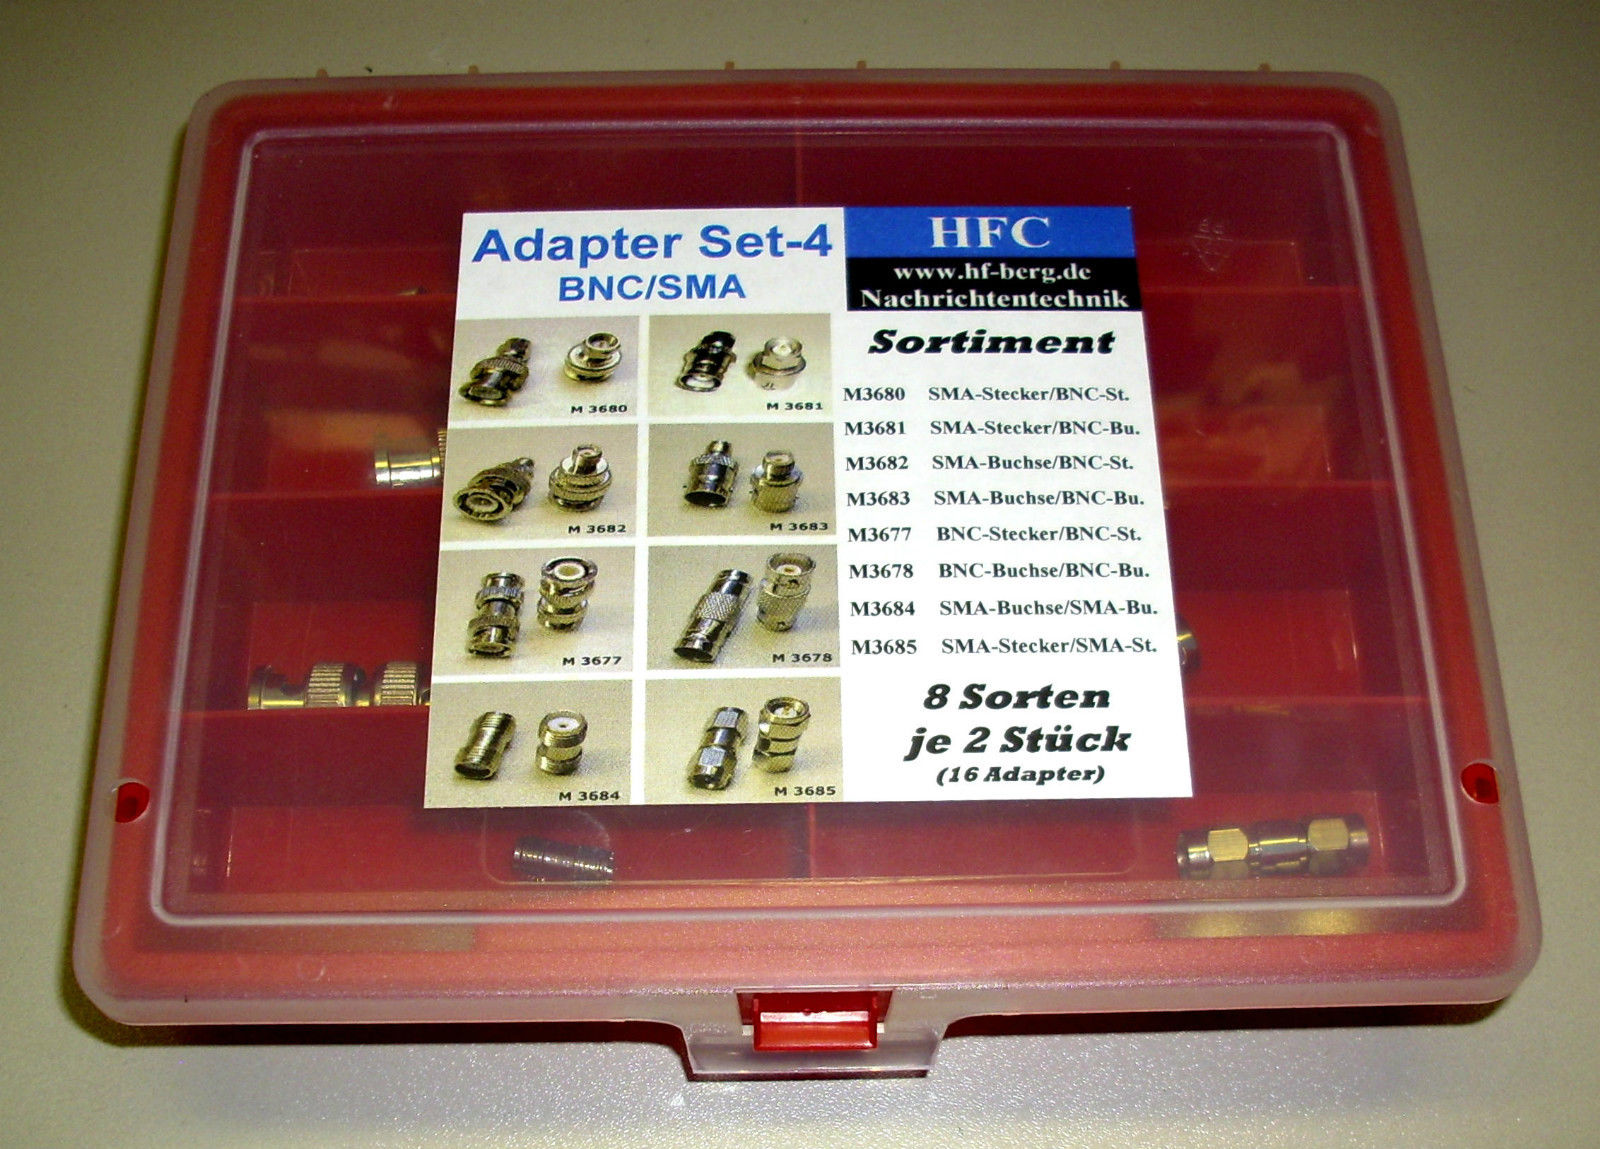 Adapter Set-4
BNC/SMA
HFC
www.hf-berg.de
Nachrichtentechnik
M 3680
M 3681
M 3682
M 3683
M 3677
M 3678
M 3684
M 3685
Sortiment
M3680 SMA-Stecker/BNC-St.
M3681 SMA-Stecker/BNC-Bu.
M3682 SMA-Buchse/BNC-St.
M3683 SMA-Buchse/BNC-Bu.
M3677 BNC-Stecker/BNC-St.
M3678 BNC-Buchse/BNC-Bu.
M3684 SMA-Buchse/SMA-Bu.
M3685 SMA-Stecker/SMA-St.
8 Sorten
je 2 Stück
(16 Adapter)